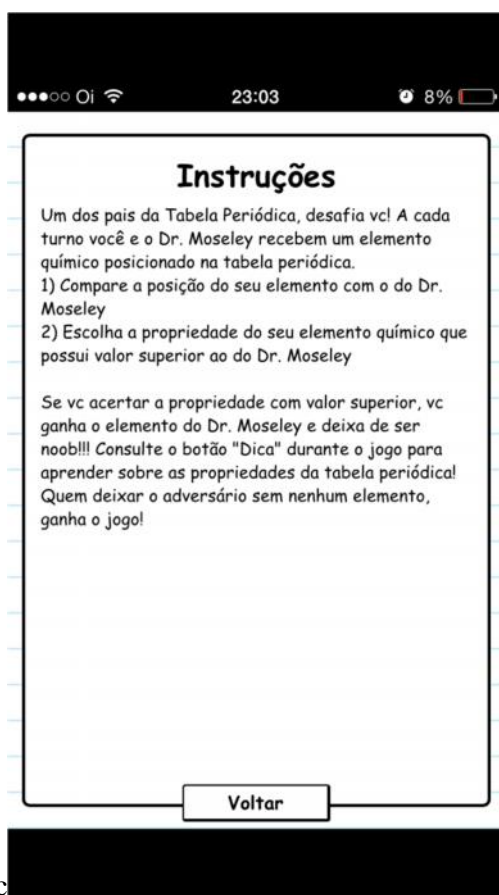 Oi 23:03 8%
Instruções
Um dos pais da Tabela Periódica, desafia vc! A cada
turno você e o Dr. Moseley recebem um elemento
químico posicionado na tabela periódica.
1) Compare a posição do seu elemento com o do Dr.
Moseley
2) Escolha a propriedade do seu elemento químico que
possui valor superior ao do Dr. Moseley
Se vc acertar a propriedade com valor superior, vc
ganha o elemento do Dr. Moseley e deixa de ser
noob!!! Consulte o botão "Dica" durante o jogo para
aprender sobre as propriedades da tabela periódica!
Quem deixar o adversário sem nenhum elemento,
ganha o jogo!
Voltar
c